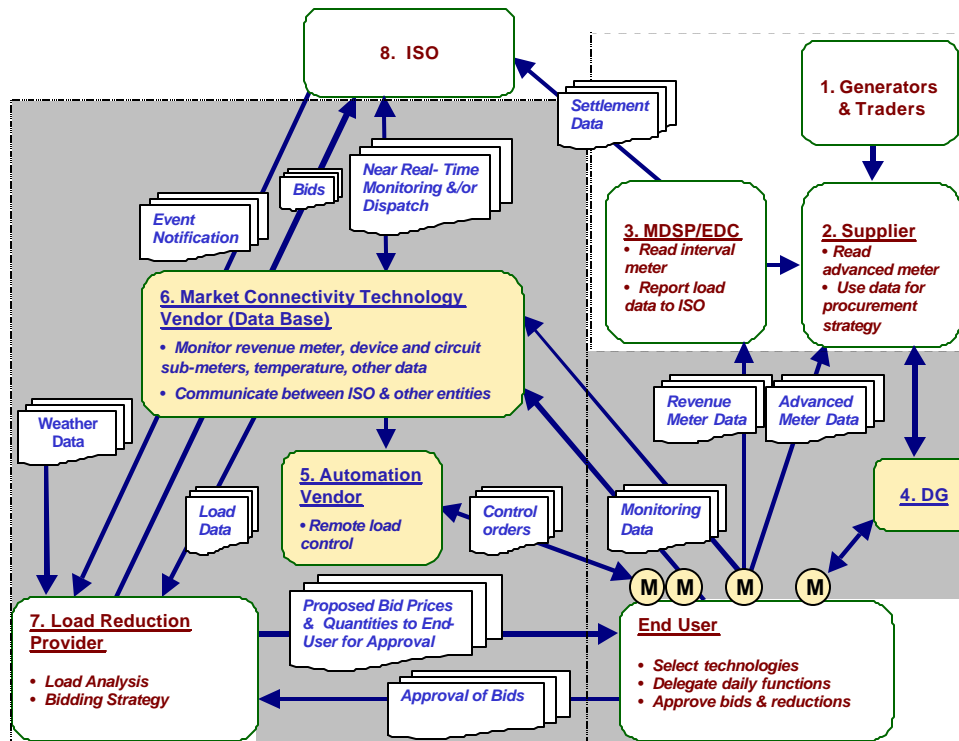 8. ISO
1. Generators
& Traders
Settlement
Data
Near Real- Time
Monitoring &/or
Dispatch
Bids
Event
Notification
3. MDSP/EDC
• Read interval
meter
• Report load
data to ISO
2. Supplier
• Read
advanced meter
• Use data for
procurement
strategy
6. Market Connectivity Technology
Vendor (Data Base)
• Monitor revenue meter, device and circuit
sub-meters, temperature, other data
• Communicate between ISO & other entities
Revenue
Meter Data
Advanced
Meter Data
Weather
Data
5. Automation
Vendor
• Remote load
control
4. DG
Load
Data
Control
orders
Monitoring
Data
M
M
M
M
7. Load Reduction
Provider
• Load Analysis
• Bidding Strategy
Proposed Bid Prices
& Quantities to End-
User for Approval
Approval of Bids
End User
• Select technologies
• Delegate daily functions
• Approve bids & reductions